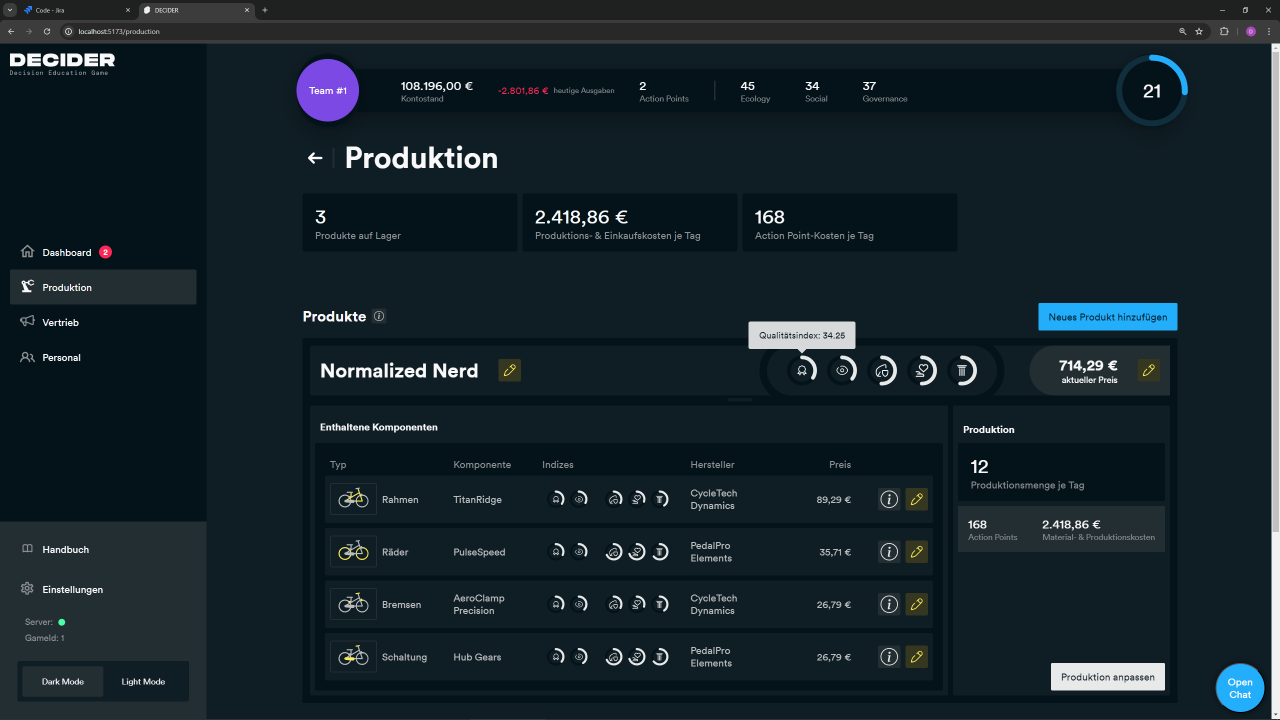 Code - Jira
DECIDER
localhost:5173/production
D
DECIDER
Decision Education Game
Team #1
108.196,00 €
Kontostand
-2.801,86 € heutige Ausgaben
2
Action Points
45
Ecology
34
Social
37
Governance
21
Produktion
3
Produkte auf Lager
2.418,86 €
Produktions- & Einkaufskosten je Tag
168
Action Point-Kosten je Tag
Dashboard 2
Produktion
Vertrieb
Personal
Produkte
Neues Produkt hinzufügen
Qualitätsindex: 34.25
Normalized Nerd
714,29 €
aktueller Preis
Enthaltene Komponenten
Typ Komponente Indizes Hersteller Preis
Rahmen TitanRidge CycleTech Dynamics 89,29 €
Räder PulseSpeed PedalPro Elements 35,71 €
Bremsen AeroClamp Precision CycleTech Dynamics 26,79 €
Schaltung Hub Gears PedalPro Elements 26,79 €
Produktion
12
Produktionsmenge je Tag
168
Action Points
2.418,86 €
Material- & Produktionskosten
Produktion anpassen
Handbuch
Einstellungen
Server:
GameId: 1
Dark Mode
Light Mode
Open
Chat